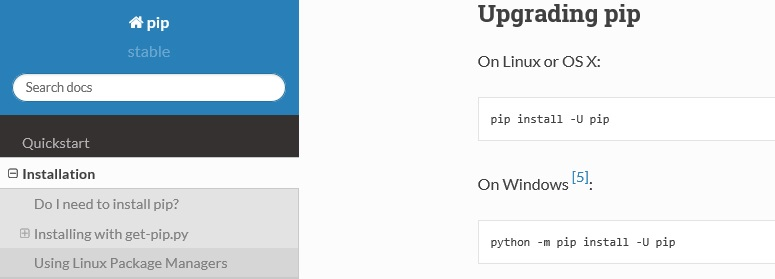 pip
stable
Search docs
Quickstart
Installation
Do I need to install pip?
Installing with get-pip.py
Using Linux Package Managers
Upgrading pip
On Linux or OS X:
pip install -U pip
On Windows [5]:
python -m pip install -U pip